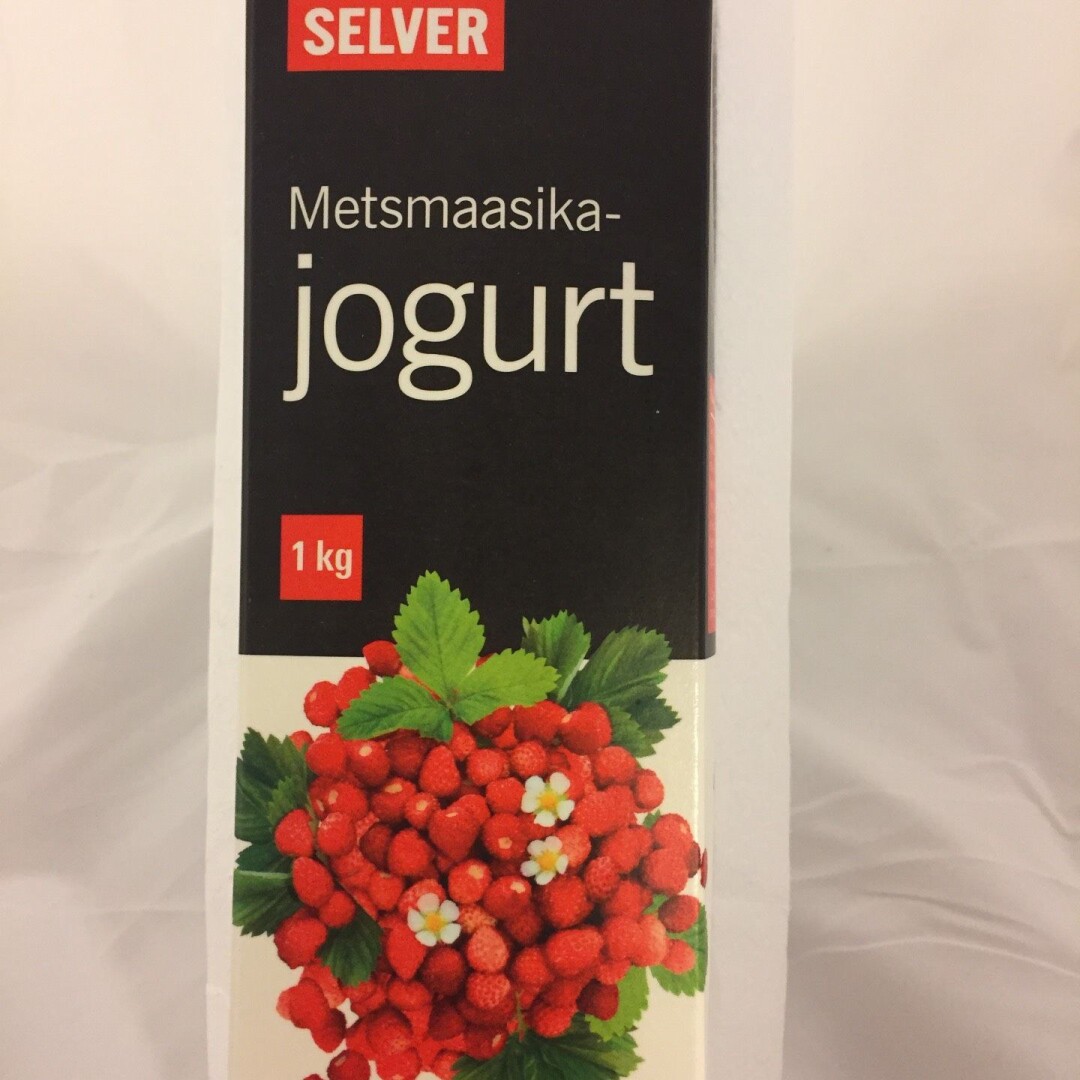 SELVER
Metsmaasika-
jogurt
1 kg